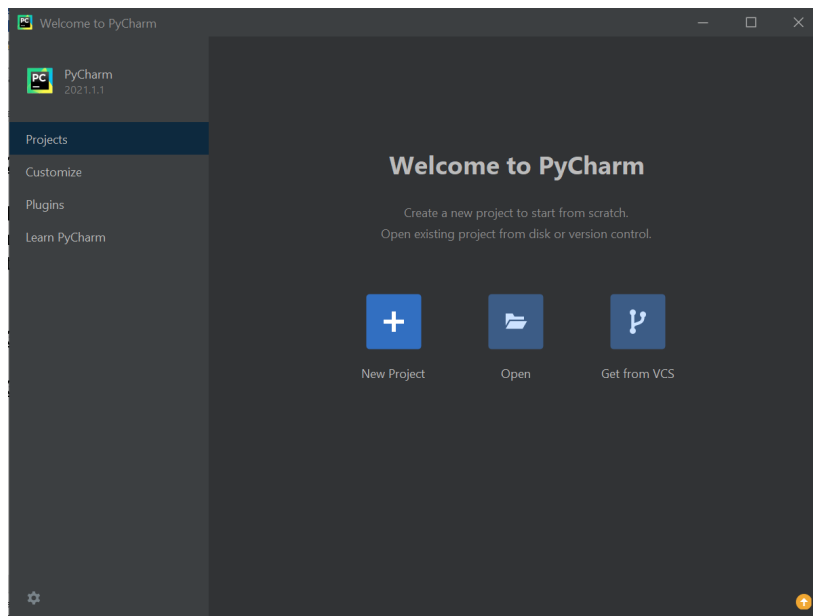 Welcome to PyCharm
PC
PyCharm
2021.1.1
Projects
Customize
Plugins
Learn PyCharm
Welcome to PyCharm
Create a new project to start from scratch.
Open existing project from disk or version control.
New Project
Open
Get from VCS